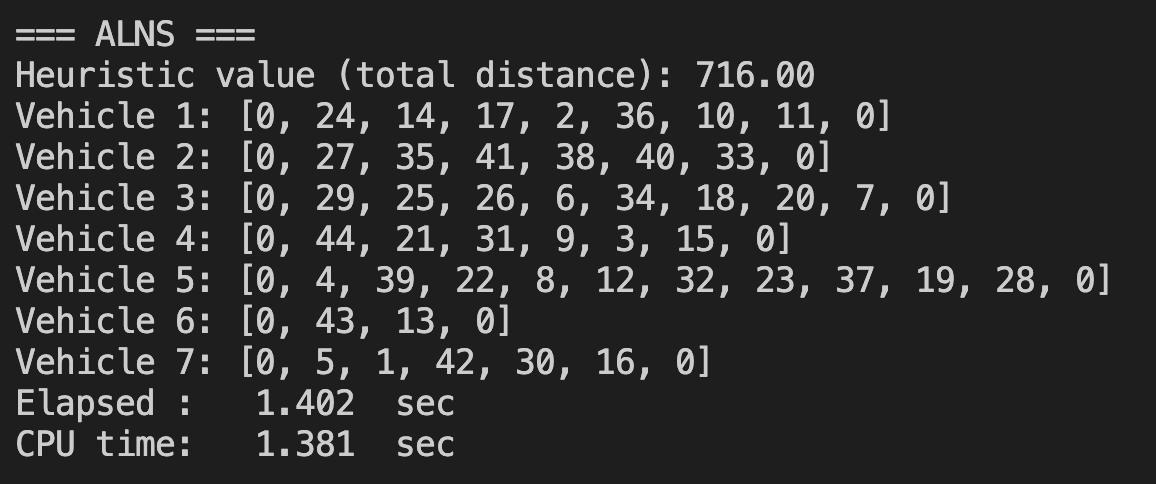 === ALNS ===
Heuristic value (total distance): 716.00
Vehicle 1: [0, 24, 14, 17, 2, 36, 10, 11, 0]
Vehicle 2: [0, 27, 35, 41, 38, 40, 33, 0]
Vehicle 3: [0, 29, 25, 26, 6, 34, 18, 20, 7, 0]
Vehicle 4: [0, 44, 21, 31, 9, 3, 15, 0]
Vehicle 5: [0, 4, 39, 22, 8, 12, 32, 23, 37, 19, 28, 0]
Vehicle 6: [0, 43, 13, 0]
Vehicle 7: [0, 5, 1, 42, 30, 16, 0]
Elapsed :   1.402  sec
CPU time:   1.381  sec